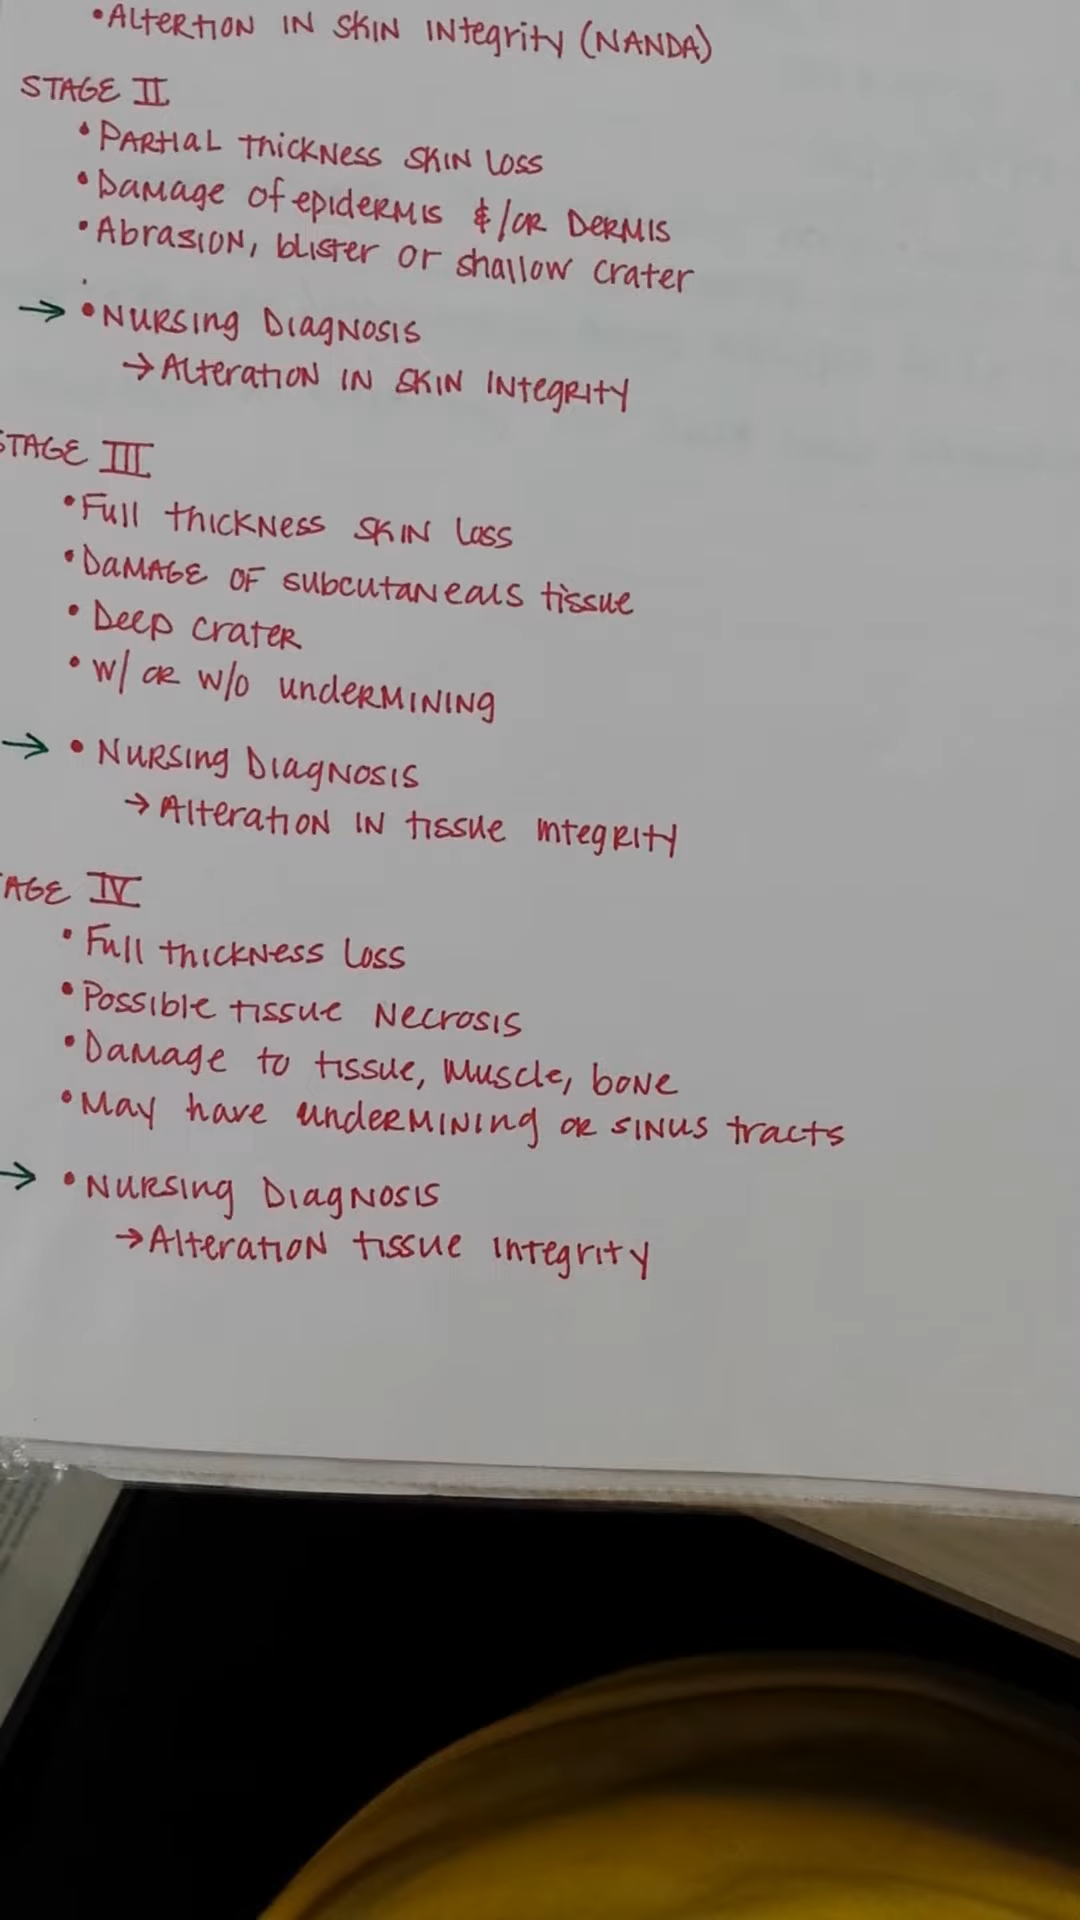 •Altertion in skin integrity (NANDA)
STAGE II
•Partial thickness skin loss
•Damage of epidermis &/or Dermis
•Abrasion, blister or shallow crater
→ •Nursing Diagnosis
→Alteration in skin integrity
STAGE III
•Full thickness skin loss
•Damage of subcutaneous tissue
•Deep crater
•w/ or w/o undermining
→ •Nursing Diagnosis
→Alteration in tissue integrity
AGE IV
•Full thickness loss
•Possible tissue necrosis
•Damage to tissue, muscle, bone
•May have undermining or sinus tracts
→ •Nursing Diagnosis
→Alteration tissue integrity